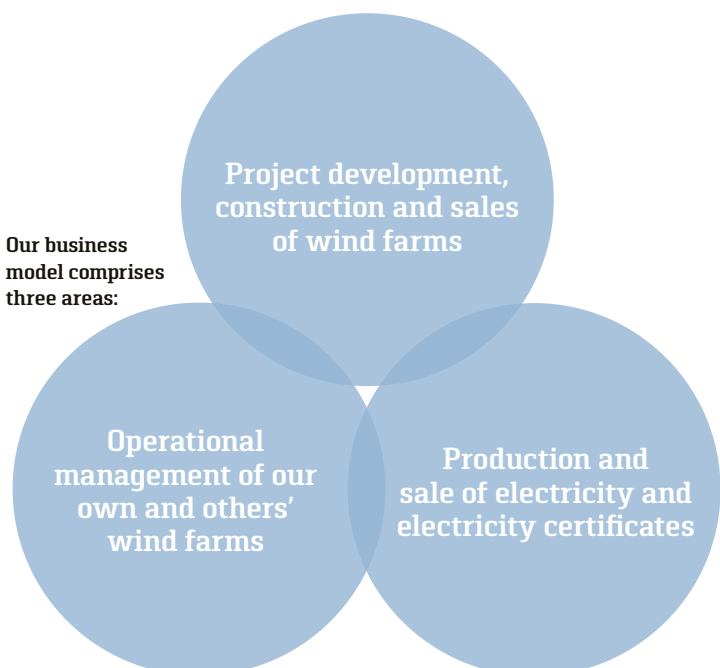 Project development,
construction and sales
of wind farms
Our business
model comprises
three areas:
Operational
management of our
own and others’
wind farms
Production and
sale of electricity and
electricity certificates